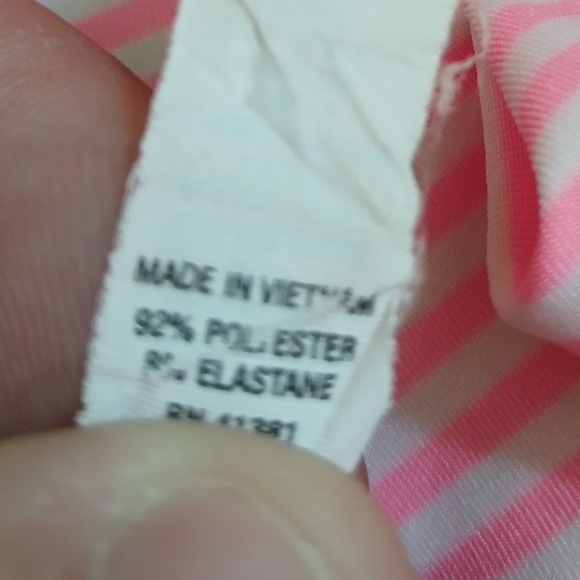 MADE IN VIETNAM
92% POLYESTER
8% ELASTANE
RN 41381